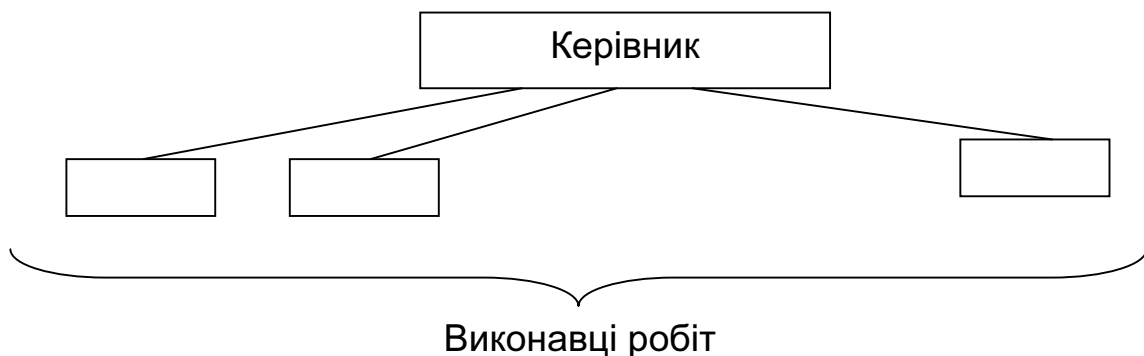 Керівник
Виконавці робіт